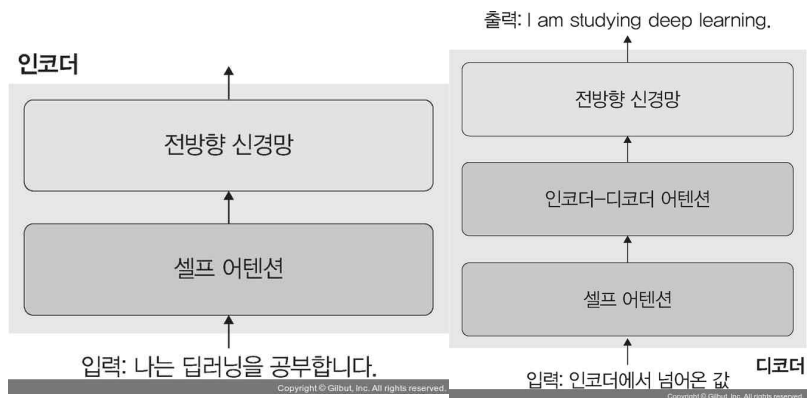 인코더
전방향 신경망
셀프 어텐션
입력: 나는 딥러닝을 공부합니다.
Copyright © Gilbut, Inc. All rights reserved.
출력: I am studying deep learning.
전방향 신경망
인코더-디코더 어텐션
셀프 어텐션
디코더
입력: 인코더에서 넘어온 값
Copyright © Gilbut, Inc. All rights reserved.